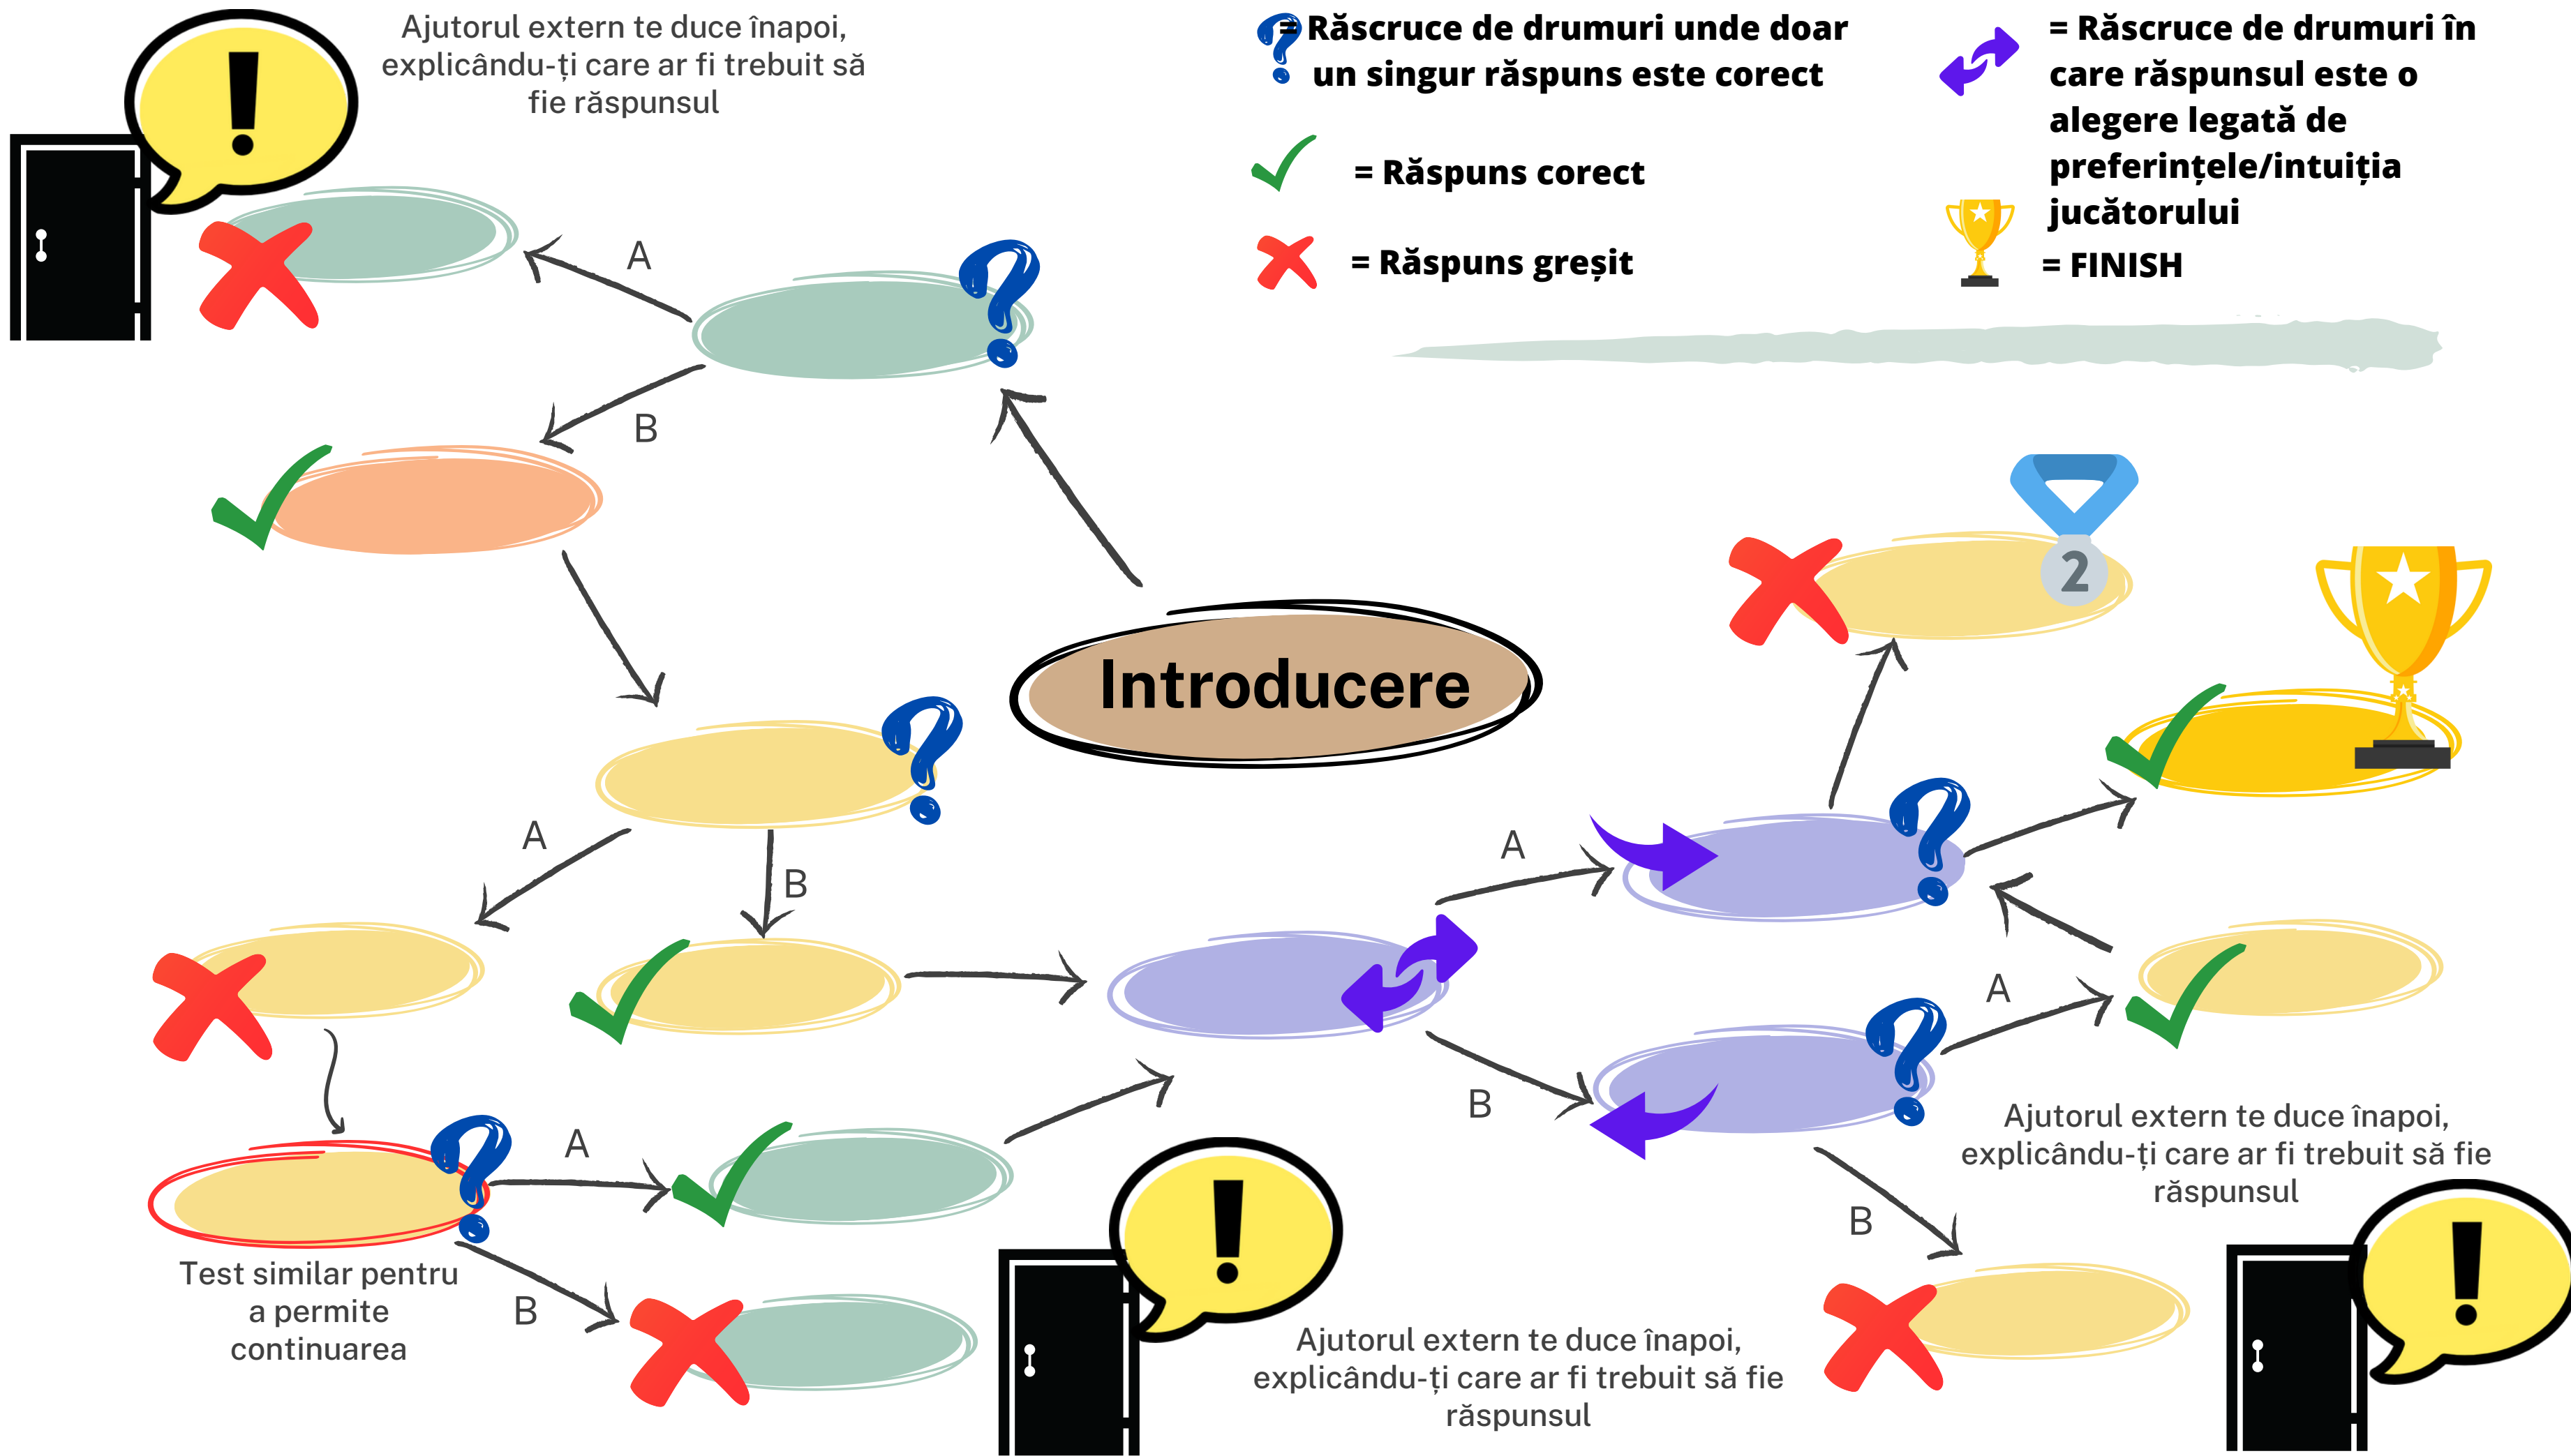 Ajutorul extern te duce înapoi,
explicându-ți care ar fi trebuit să
fie răspunsul
= Răscruce de drumuri unde doar
un singur răspuns este corect
= Răspuns corect
= Răspuns greșit
= Răscruce de drumuri în
care răspunsul este o
alegere legată de
preferințele/intuiția
jucătorului
= FINISH
A
B
2
Introducere
A
B
A
B
A
B
A
B
Test similar pentru
a permite
continuarea
Ajutorul extern te duce înapoi,
explicându-ți care ar fi trebuit să fie
răspunsul
Ajutorul extern te duce înapoi,
explicându-ți care ar fi trebuit să fie
răspunsul